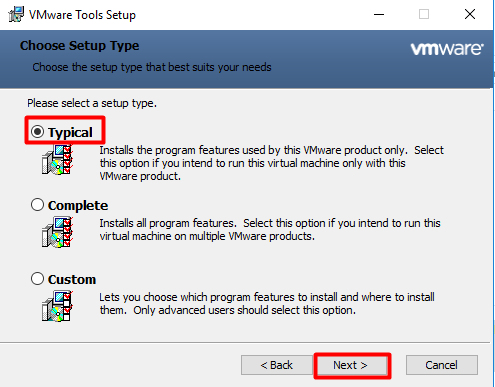 VMware Tools Setup
Choose Setup Type
vmware
Choose the setup type that best suits your needs
Please select a setup type.
Typical
Installs the program features used by this VMware product only. Select
this option if you intend to run this virtual machine only with this
VMware product.
Complete
Installs all program features. Select this option if you intend to run this
virtual machine on multiple VMware products.
Custom
Lets you choose which program features to install and where to install
them. Only advanced users should select this option.
< Back
Next >
Cancel